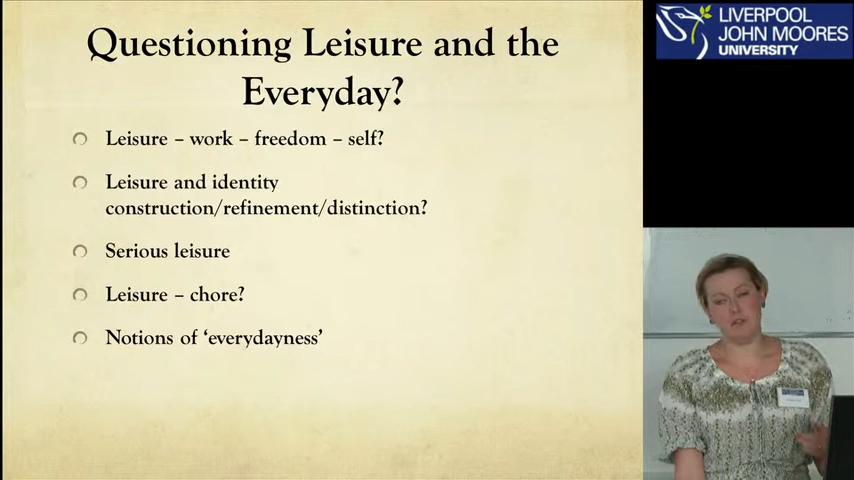 Questioning Leisure and the
Everyday?
Leisure – work – freedom – self?
Leisure and identity
construction/refinement/distinction?
Serious leisure
Leisure – chore?
Notions of ‘everydayness’
LIVERPOOL
JOHN MOORES
UNIVERSITY